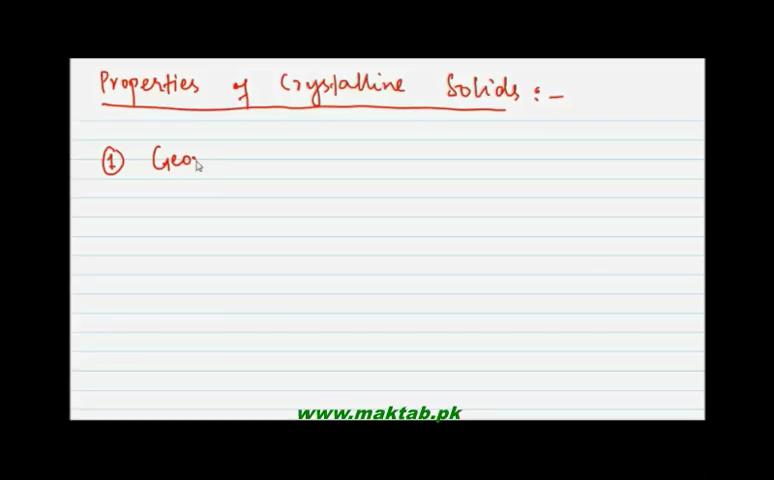 Properties of Crystalline Solids :-
① Geo
www.maktab.pk